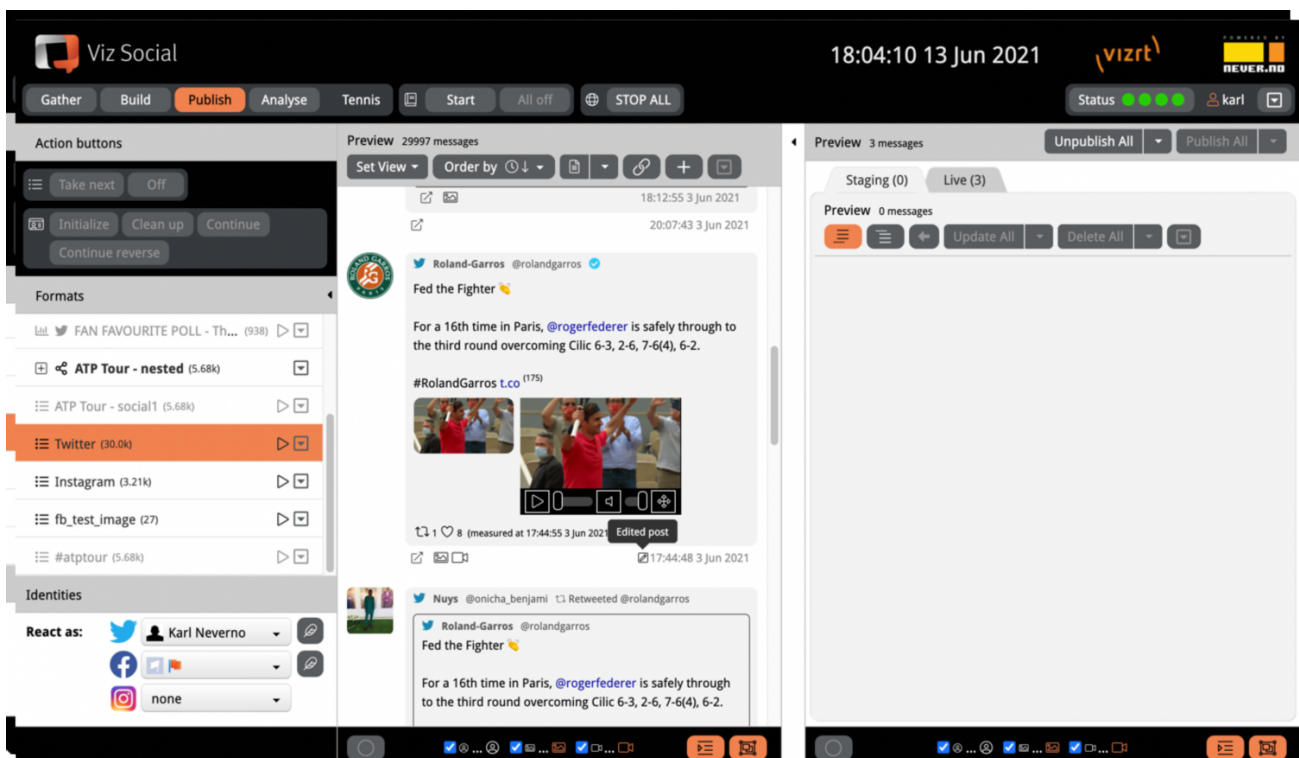 Viz Social
18:04:10 13 Jun 2021
vizrt
POWERED BY
NEVER.NO
Gather Build Publish Analyse Tennis Start All off STOP ALL
Status karl
Action buttons
Take next Off
Initialize Clean up Continue
Continue reverse
Formats
FAN FAVOURITE POLL - Th... (938)
ATP Tour - nested (5.68k)
ATP Tour - social1 (5.68k)
Twitter (30.0k)
Instagram (3.21k)
fb_test_image (27)
#atptour (5.68k)
Identities
React as: Karl Neverno
none
Preview 29997 messages
Set View Order by
18:12:55 3 Jun 2021
20:07:43 3 Jun 2021
ROLAND GARROS
PARIS
Roland-Garros @rolandgarros
Fed the Fighter 👏
For a 16th time in Paris, @rogerfederer is safely through to
the third round overcoming Cilic 6-3, 2-6, 7-6(4), 6-2.
#RolandGarros t.co (175)
1 8 (measured at 17:44:55 3 Jun 2021
Edited post
17:44:48 3 Jun 2021
Nuys @onicha_benjami Retweeted @rolandgarros
Roland-Garros @rolandgarros
Fed the Fighter 👏
For a 16th time in Paris, @rogerfederer is safely through
to the third round overcoming Cilic 6-3, 2-6, 7-6(4), 6-2.
... ... ...
Preview 3 messages Unpublish All Publish All
Staging (0) Live (3)
Preview 0 messages
Update All Delete All
... ... ...